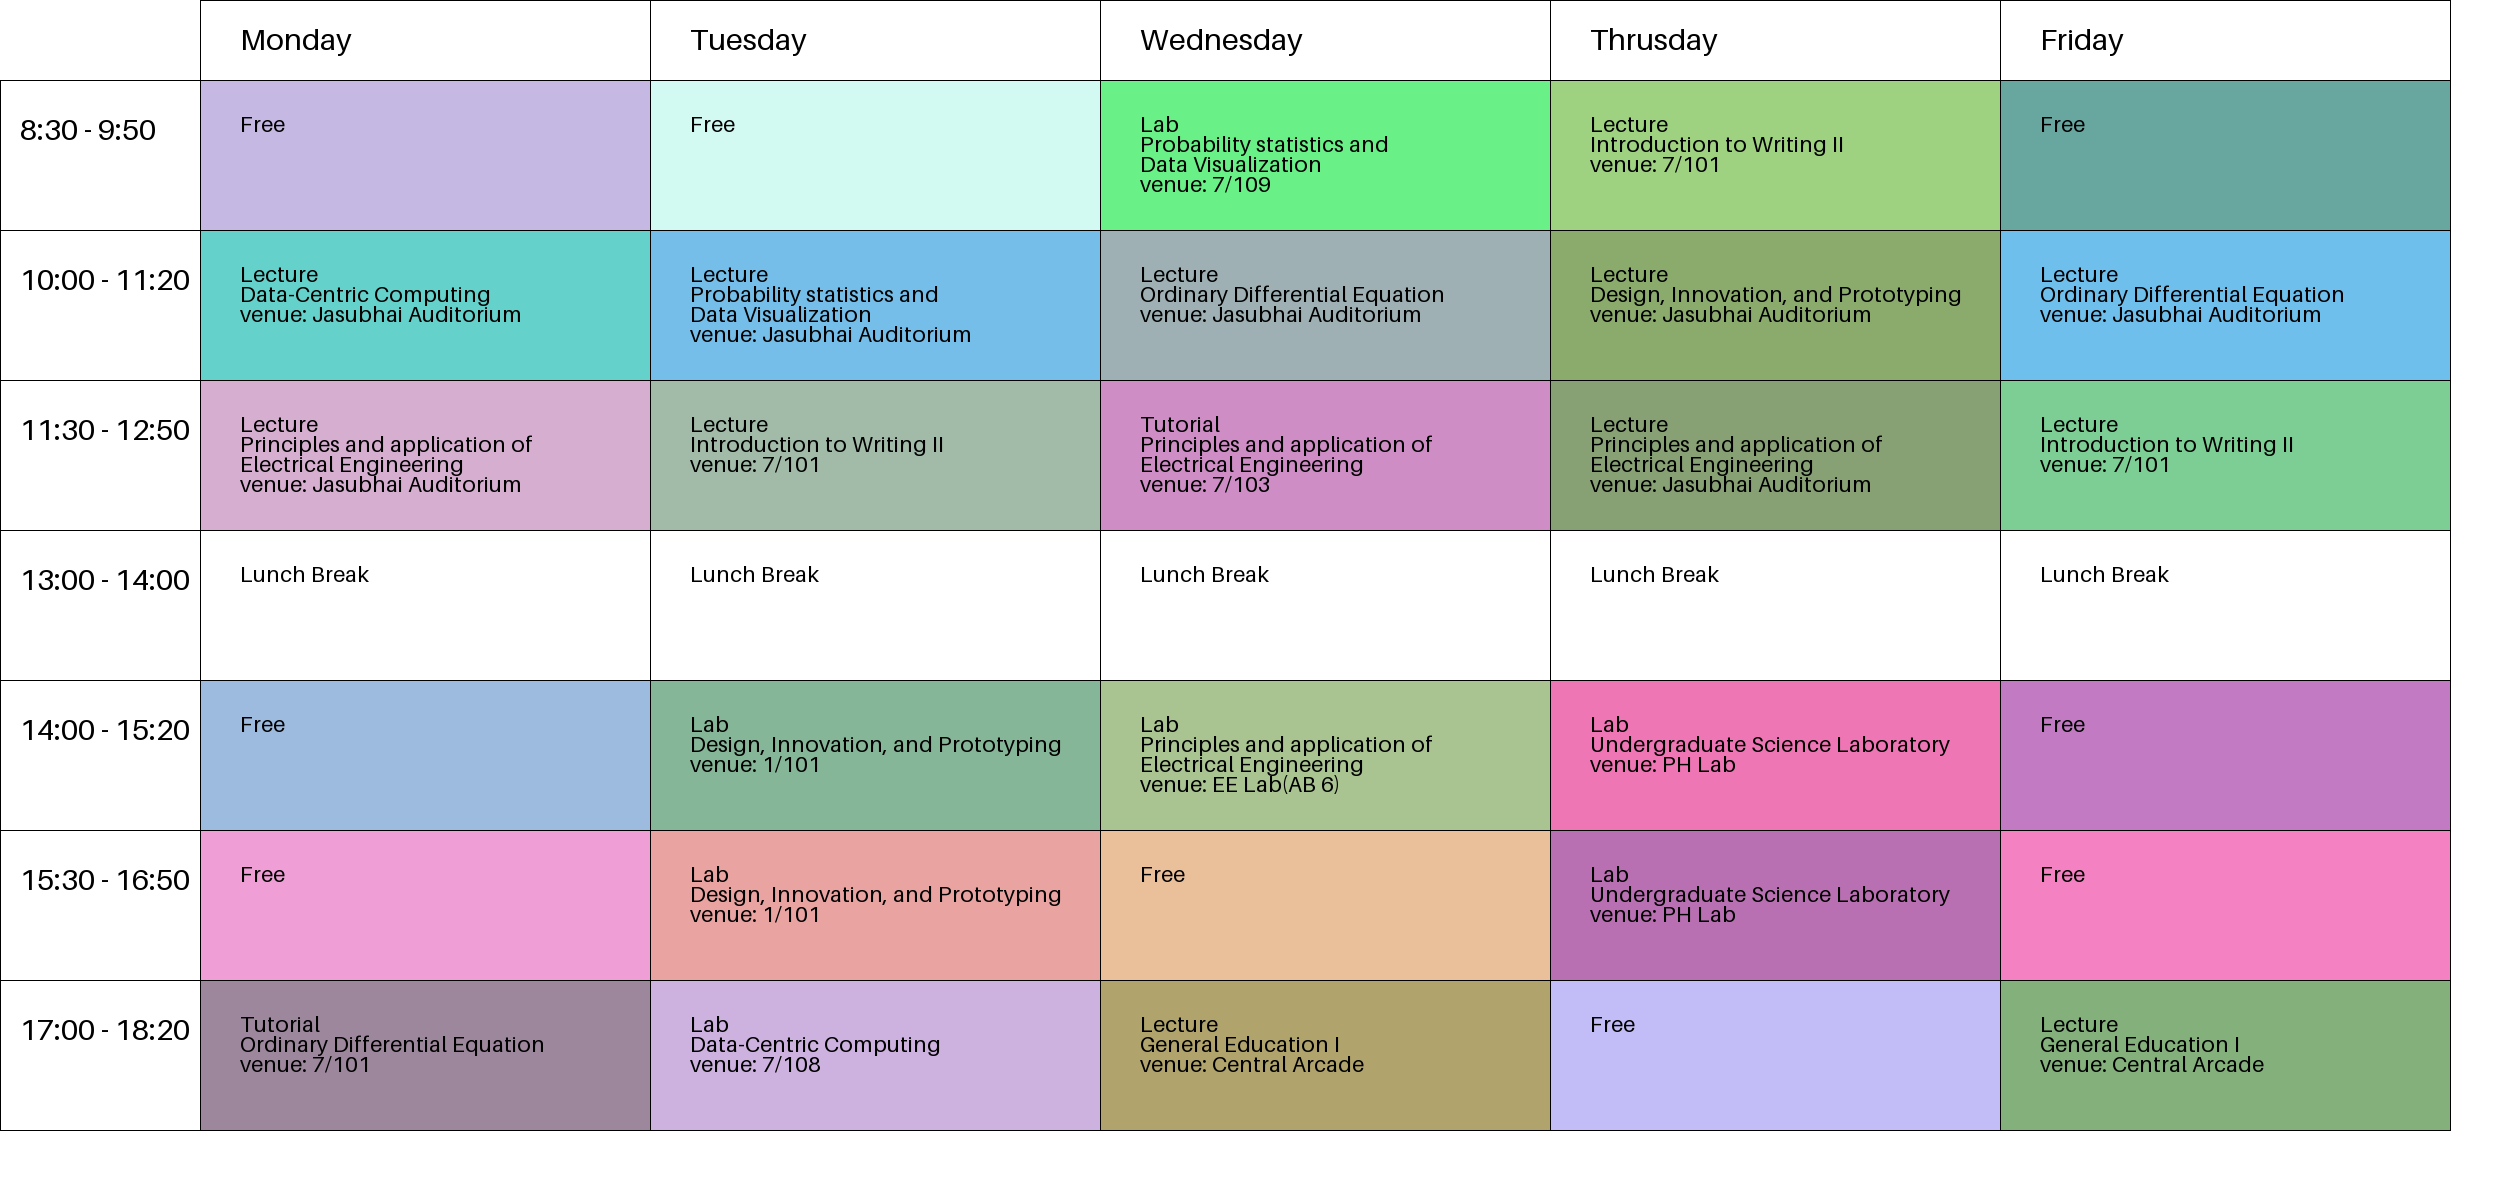 Monday
Tuesday
Wednesday
Thrusday
Friday
8:30 - 9:50
Free
Free
Lab
Probability statistics and
Data Visualization
venue: 7/109
Lecture
Introduction to Writing II
venue: 7/101
Free
10:00 - 11:20
Lecture
Data-Centric Computing
venue: Jasubhai Auditorium
Lecture
Probability statistics and
Data Visualization
venue: Jasubhai Auditorium
Lecture
Ordinary Differential Equation
venue: Jasubhai Auditorium
Lecture
Design, Innovation, and Prototyping
venue: Jasubhai Auditorium
Lecture
Ordinary Differential Equation
venue: Jasubhai Auditorium
11:30 - 12:50
Lecture
Principles and application of
Electrical Engineering
venue: Jasubhai Auditorium
Lecture
Introduction to Writing II
venue: 7/101
Tutorial
Principles and application of
Electrical Engineering
venue: 7/103
Lecture
Principles and application of
Electrical Engineering
venue: Jasubhai Auditorium
Lecture
Introduction to Writing II
venue: 7/101
13:00 - 14:00
Lunch Break
Lunch Break
Lunch Break
Lunch Break
Lunch Break
14:00 - 15:20
Free
Lab
Design, Innovation, and Prototyping
venue: 1/101
Lab
Principles and application of
Electrical Engineering
venue: EE Lab(AB 6)
Lab
Undergraduate Science Laboratory
venue: PH Lab
Free
15:30 - 16:50
Free
Lab
Design, Innovation, and Prototyping
venue: 1/101
Free
Lab
Undergraduate Science Laboratory
venue: PH Lab
Free
17:00 - 18:20
Tutorial
Ordinary Differential Equation
venue: 7/101
Lab
Data-Centric Computing
venue: 7/108
Lecture
General Education I
venue: Central Arcade
Free
Lecture
General Education I
venue: Central Arcade